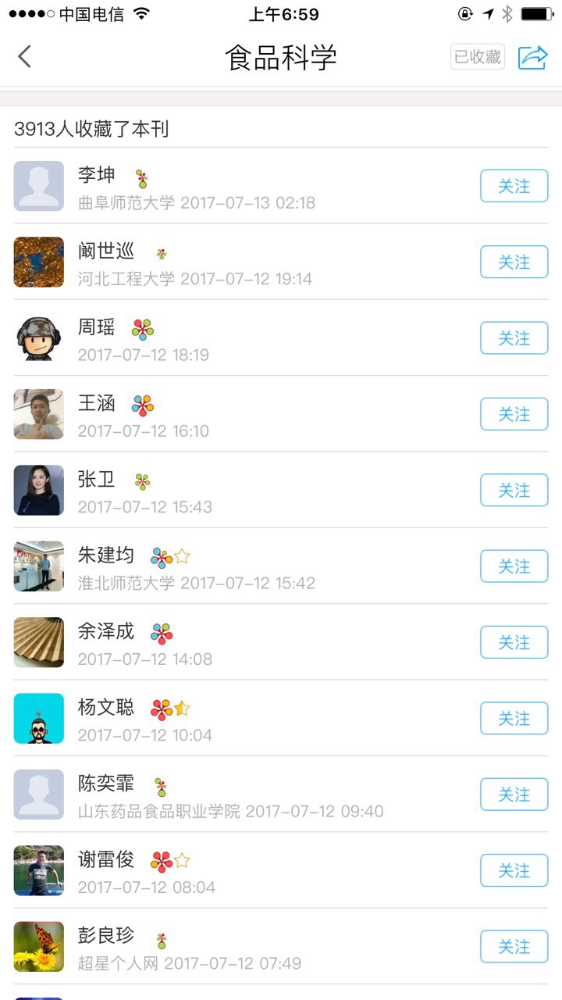 中国电信 上午6:59
食品科学 已收藏
3913人收藏了本刊
李坤
关注
曲阜师范大学 2017-07-13 02:18
阚世巡
关注
河北工程大学 2017-07-12 19:14
周瑶
关注
2017-07-12 18:19
王涵
关注
2017-07-12 16:10
张卫
关注
2017-07-12 15:43
朱建均
关注
淮北师范大学 2017-07-12 15:42
余泽成
关注
2017-07-12 14:08
杨文聪
关注
2017-07-12 10:04
陈奕霏
关注
山东药品食品职业学院 2017-07-12 09:40
谢雷俊
关注
2017-07-12 08:04
彭良珍
关注
超星个人网 2017-07-12 07:49